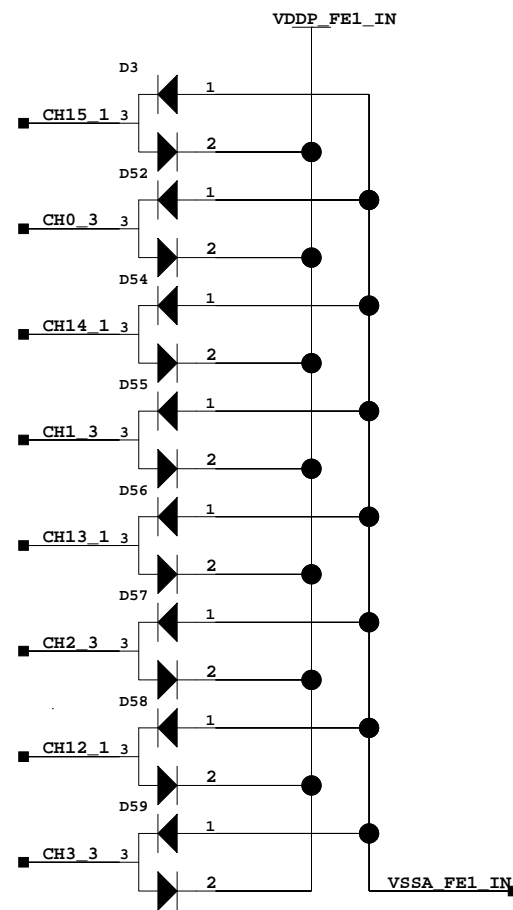 VDDP_FE1_IN
D3
1
CH15_1 3
2
D52
1
CH0_3 3
2
D54
1
CH14_1 3
2
D55
1
CH1_3 3
2
D56
1
CH13_1 3
2
D57
1
CH2_3 3
2
D58
1
CH12_1 3
2
D59
1
CH3_3 3
2
VSSA_FE1_IN